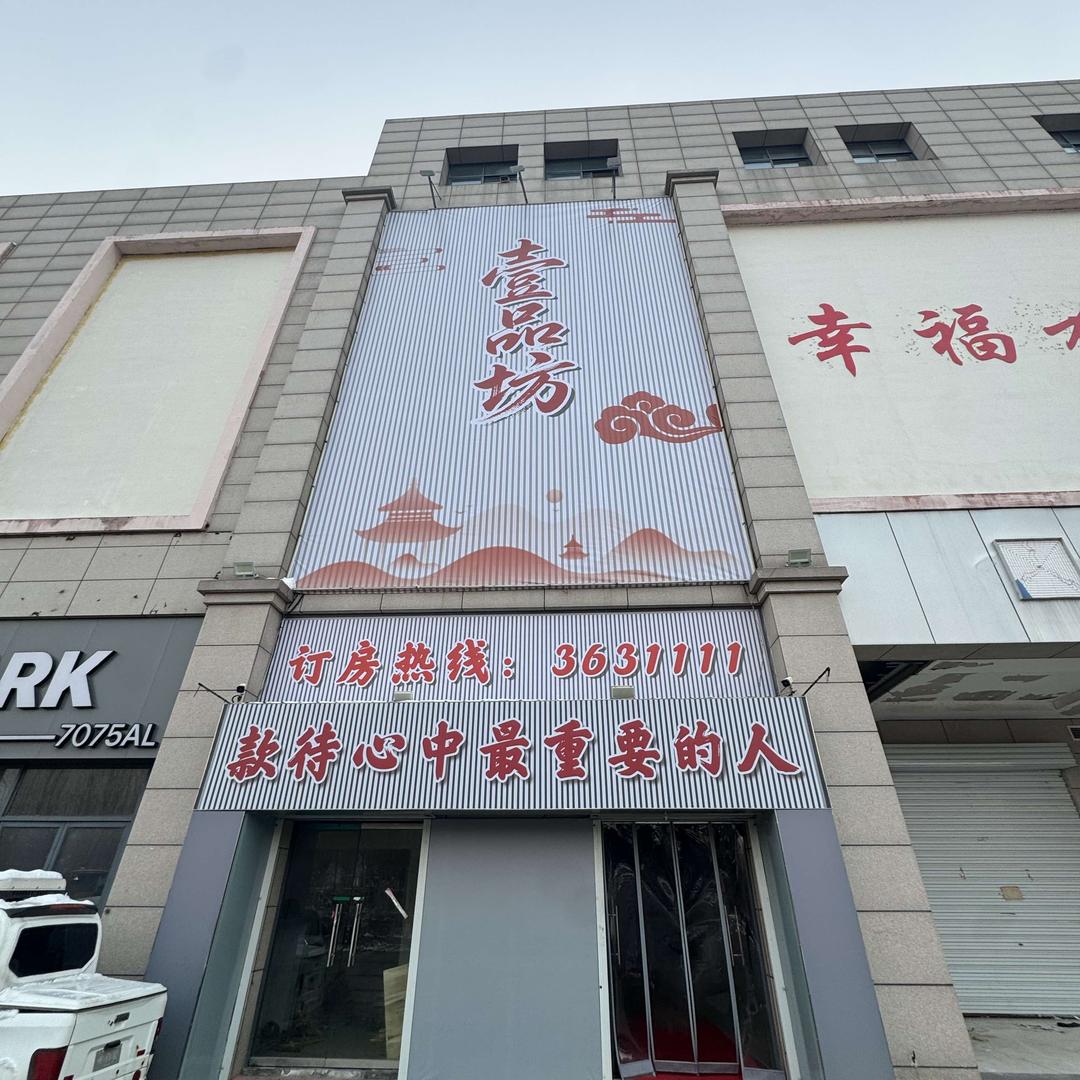 壹品坊
幸福
订房热线：3631111
RK
7075AL
款待心中最重要的人